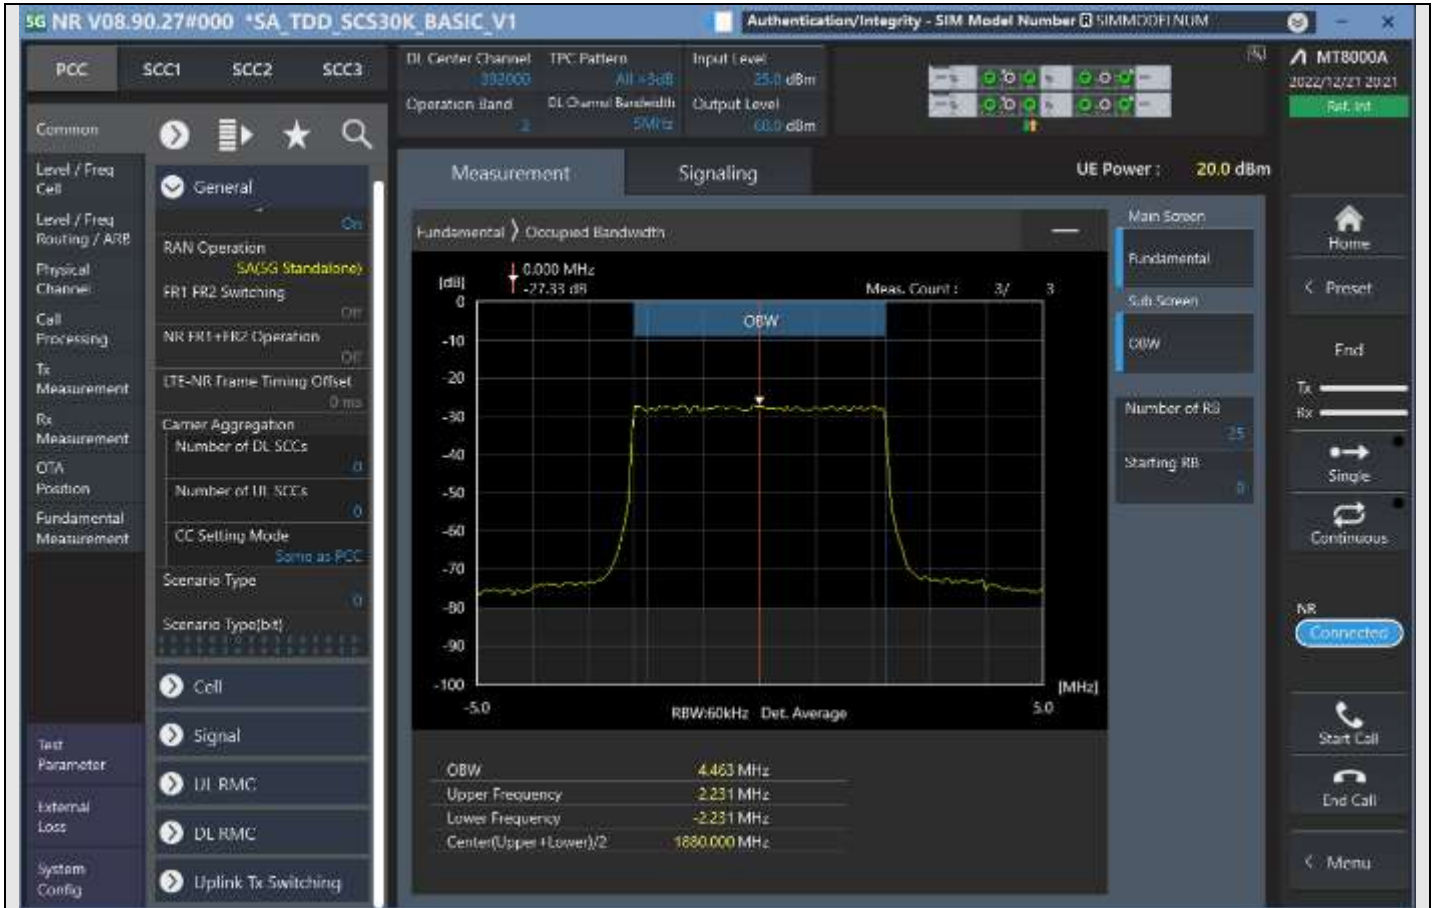 5G NR V08.90.27#000 *SA_TDD_SCS30K_BASIC_V1
Authentication/Integrity - SIM Model Number R SIMMODELNUM
PCC SCC1 SCC2 SCC3
DL Center Channel TPC Pattern Input Level
392000 All +3dB 25.0 dBm
Operation Band DL Channel Bandwidth Output Level
2 5MHz dBm
MT8000A
2022/12/21 20:21
Ref. Int
Common
Level / Freq
Cell
Level / Freq
Routing / ARB
Physical
Channel
Call
Processing
Tx
Measurement
Rx
Measurement
OTA
Position
Fundamental
Measurement
Test
Parameter
External
Loss
System
Config
General
On
RAN Operation
SA(5G Standalone)
FR1 FR2 Switching
Off
NR FR1+FR2 Operation
Off
LTE-NR Frame Timing Offset
0 ms
Carrier Aggregation
Number of DL SCCs
0
Number of UL SCCs
0
CC Setting Mode
Same as PCC
Scenario Type
0
Scenario Type(bit)
Cell
Signal
UL RMC
DL RMC
Uplink Tx Switching
Measurement Signaling
UE Power : 20.0 dBm
Fundamental Occupied Bandwidth
[dB]
0.000 MHz
-27.33 dB
Meas. Count : 3/ 3
OBW
0
-10
-20
-30
-40
-50
-60
-70
-80
-90
-100
-5.0 RBW:60kHz Det. Average 5.0
[MHz]
OBW 4.463 MHz
Upper Frequency 2.231 MHz
Lower Frequency -2.231 MHz
Center(Upper+Lower)/2 1880.000 MHz
Main Screen
Fundamental
Sub Screen
OBW
Number of RB
25
Starting RB
0
Home
Preset
End
Tx
Rx
Single
Continuous
NR
Connected
Start Call
End Call
Menu